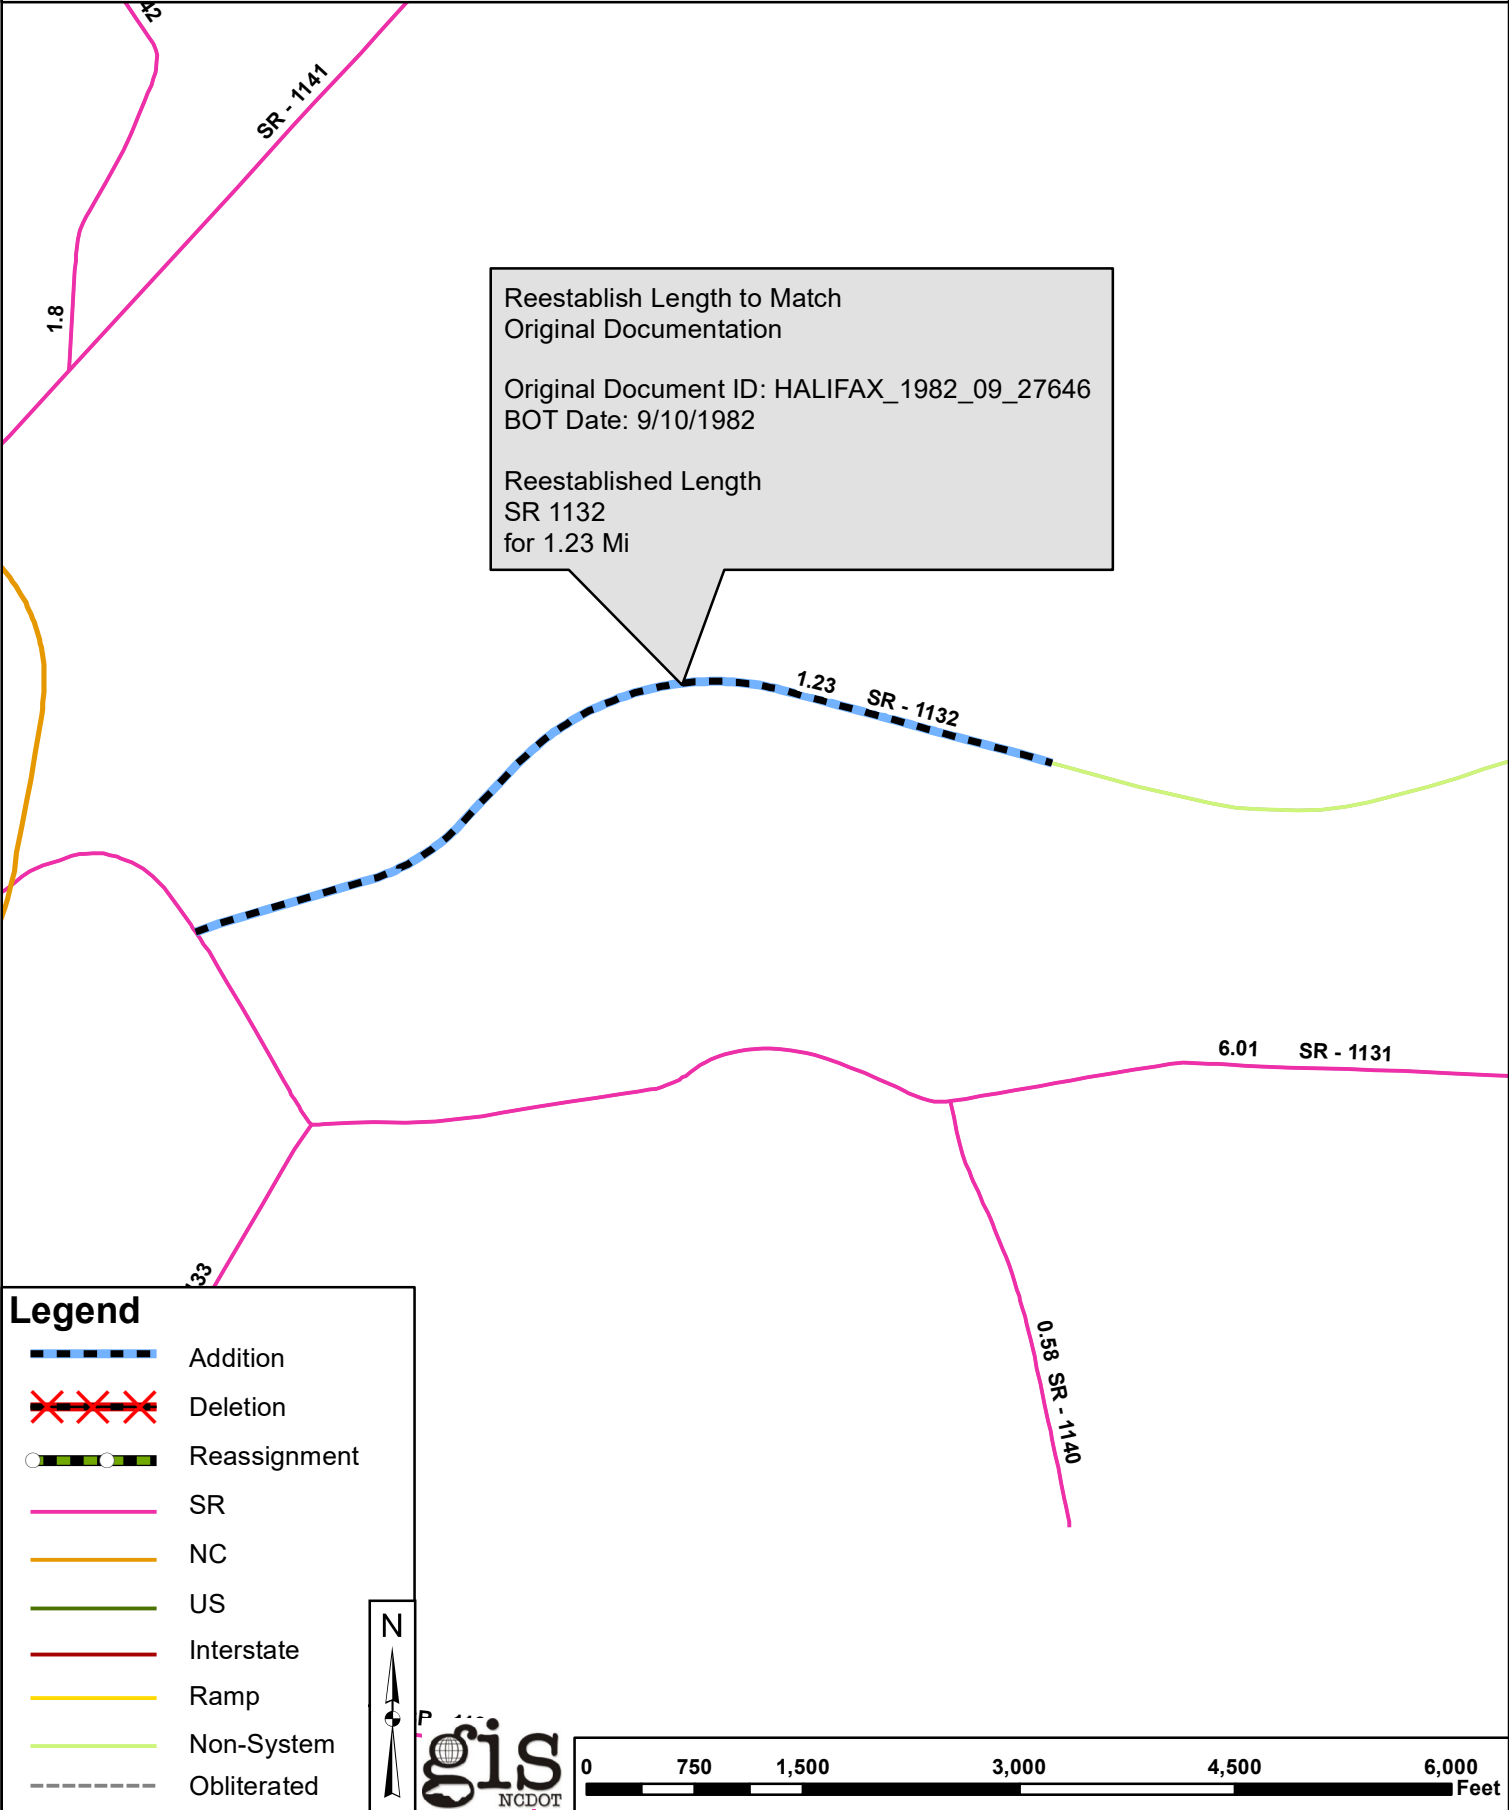 42
SR - 1141
1.8
Reestablish Length to Match
Original Documentation
Original Document ID: HALIFAX_1982_09_27646
BOT Date: 9/10/1982
Reestablished Length
SR 1132
for 1.23 Mi
1.23 SR - 1132
6.01 SR - 1131
33
0.58 SR - 1140
Legend
Addition
Deletion
Reassignment
SR
NC
US
Interstate
Ramp
Non-System
Obliterated
N
gis
NCDOT
0 750 1,500 3,000 4,500 6,000
Feet